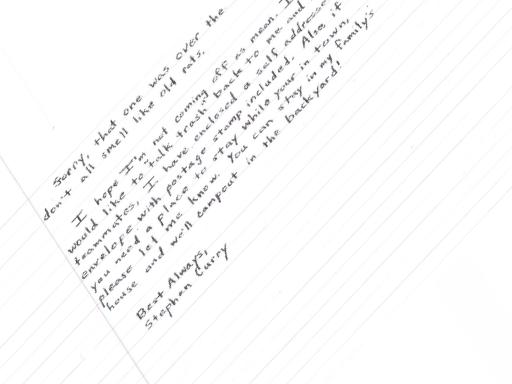 Sorry, that one was over the
don't all smell like old rats.
I hope I'm not coming off as mean. I
would like to "talk trash" back to me and
teammates, I have enclosed a self addresse
envelope with postage stamp included. Also if
you need a place to stay while your in town,
please let me know. You can stay in my family's
house and we'll campout in the backyard!
Best Always,
Stephan Curry